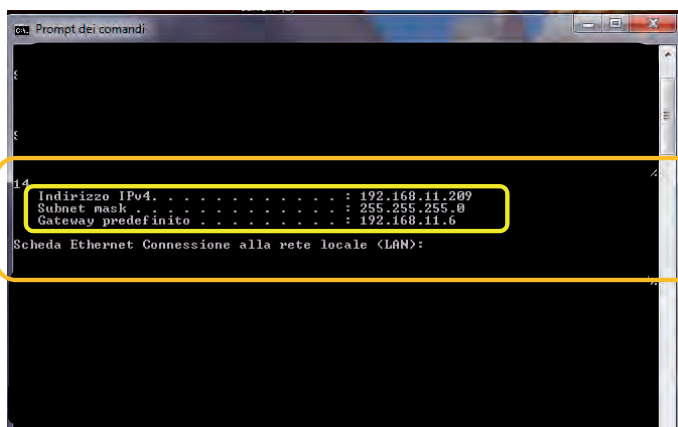 Prompt dei comandi
14
Indirizzo IPv4. . . . . . . . . . . . : 192.168.11.209
Subnet mask . . . . . . . . . . . . . : 255.255.255.0
Gateway predefinito . . . . . . . . . : 192.168.11.6
Scheda Ethernet Connessione alla rete locale (LAN):